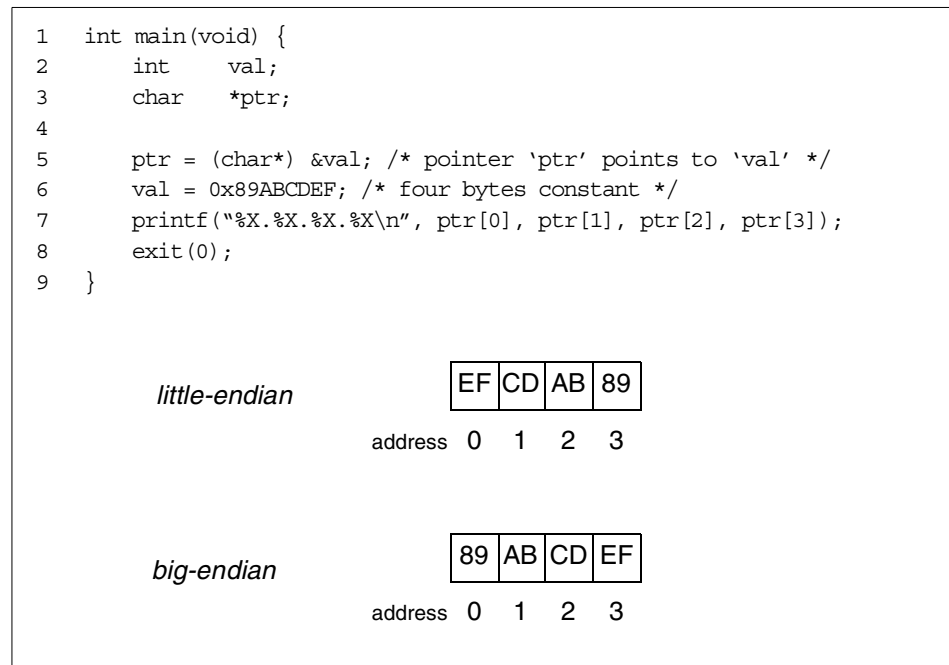 1 int main(void) {
2 int val;
3 char *ptr;
4
5 ptr = (char*) &val; /* pointer ‘ptr’ points to ‘val’ */
6 val = 0x89ABCDEF; /* four bytes constant */
7 printf(“%X.%X.%X.%X\n”, ptr[0], ptr[1], ptr[2], ptr[3]);
8 exit(0);
9 }
little-endian EF CD AB 89
address 0 1 2 3
big-endian 89 AB CD EF
address 0 1 2 3